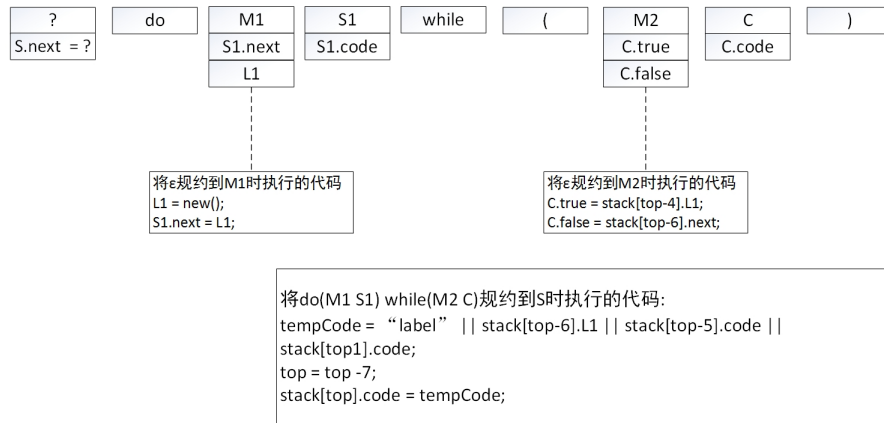 ? do M1 S1 while ( M2 C )
S.next = ? S1.next S1.code C.true C.code
L1 C.false
将ε规约到M1时执行的代码
L1 = new();
S1.next = L1;
将ε规约到M2时执行的代码
C.true = stack[top-4].L1;
C.false = stack[top-6].next;
将do(M1 S1) while(M2 C)规约到S时执行的代码:
tempCode = “label” || stack[top-6].L1 || stack[top-5].code ||
stack[top1].code;
top = top -7;
stack[top].code = tempCode;